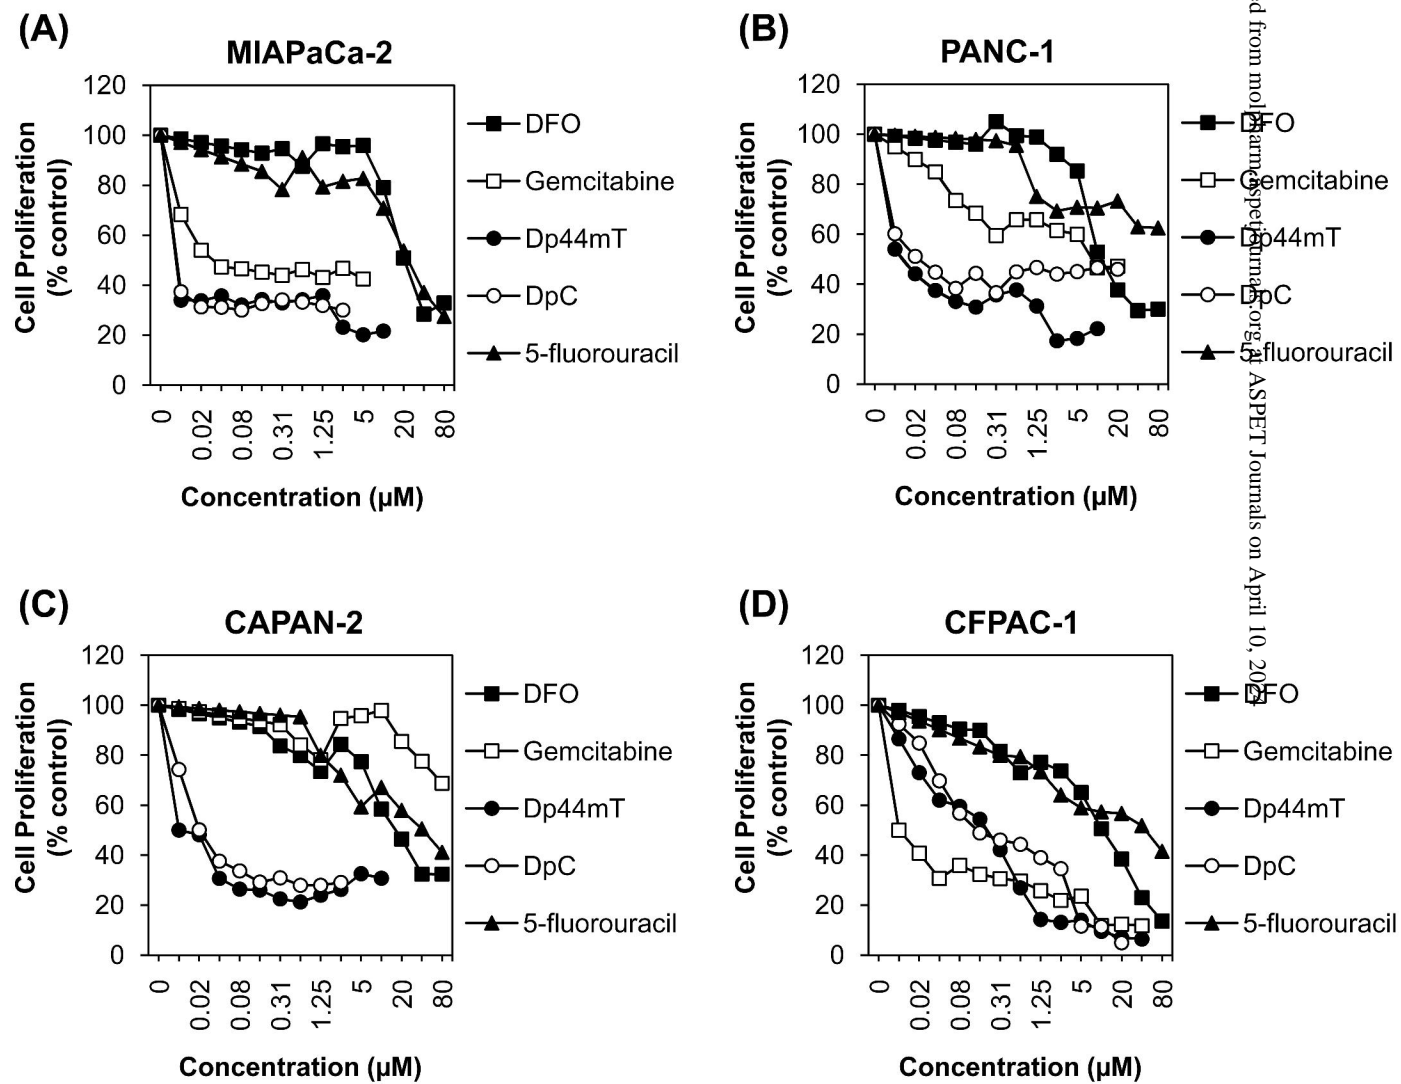 (A)
MIAPaCa-2
120
100
80
60
40
20
0
Cell Proliferation
(% control)
0
0.02
0.08
0.31
1.25
5
20
80
Concentration (µM)
DFO
Gemcitabine
Dp44mT
DpC
5-fluorouracil
(B)
PANC-1
120
100
80
60
40
20
0
Cell Proliferation
(% control)
0
0.02
0.08
0.31
1.25
5
20
80
Concentration (µM)
DFO
Gemcitabine
Dp44mT
DpC
5-fluorouracil
(C)
CAPAN-2
120
100
80
60
40
20
0
Cell Proliferation
(% control)
0
0.02
0.08
0.31
1.25
5
20
80
Concentration (µM)
DFO
Gemcitabine
Dp44mT
DpC
5-fluorouracil
(D)
CFPAC-1
120
100
80
60
40
20
0
Cell Proliferation
(% control)
0
0.02
0.08
0.31
1.25
5
20
80
Concentration (µM)
DFO
Gemcitabine
Dp44mT
DpC
5-fluorouracil
ed from molpharm.aspetjournals.org at ASPET Journals on April 10, 2024